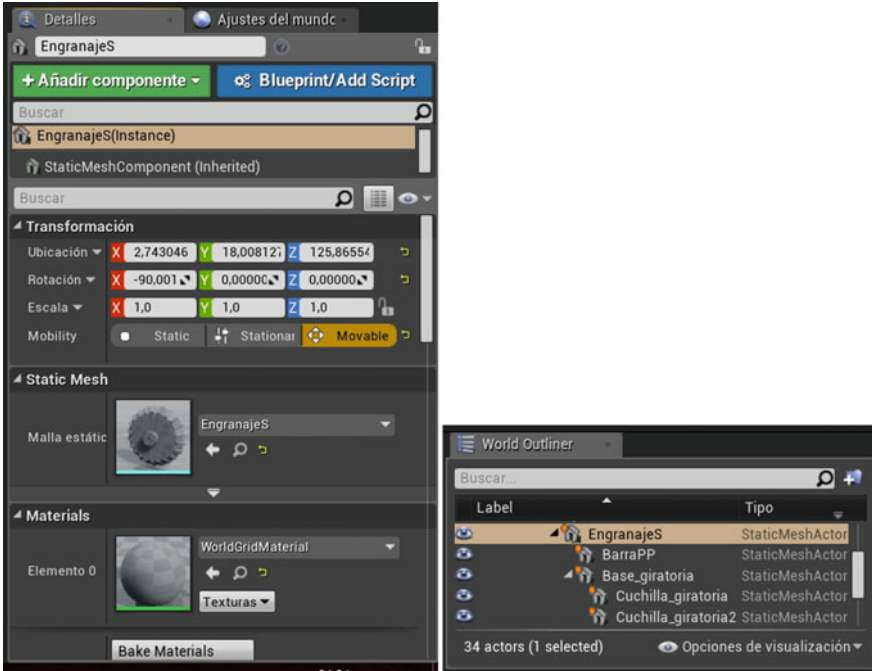 Detalles
Ajustes del mundo
EngranajeS
+ Añadir componente
Blueprint/Add Script
Buscar
EngranajeS(Instance)
StaticMeshComponent (Inherited)
Buscar
Transformación
Ubicación X 2,743046 Y 18,008127 Z 125,86554
Rotación X -90,001 Y 0,00000 Z 0,00000
Escala X 1,0 Y 1,0 Z 1,0
Mobility Static Stationar Movable
Static Mesh
EngranajeS
Malla estátic
Materials
WorldGridMaterial
Elemento 0
Texturas
Bake Materials
World Outliner
Buscar...
Label Tipo
EngranajeS StaticMeshActor
BarraPP StaticMeshActor
Base_giratoria StaticMeshActor
Cuchilla_giratoria StaticMeshActor
Cuchilla_giratoria2 StaticMeshActor
34 actors (1 selected) Opciones de visualización